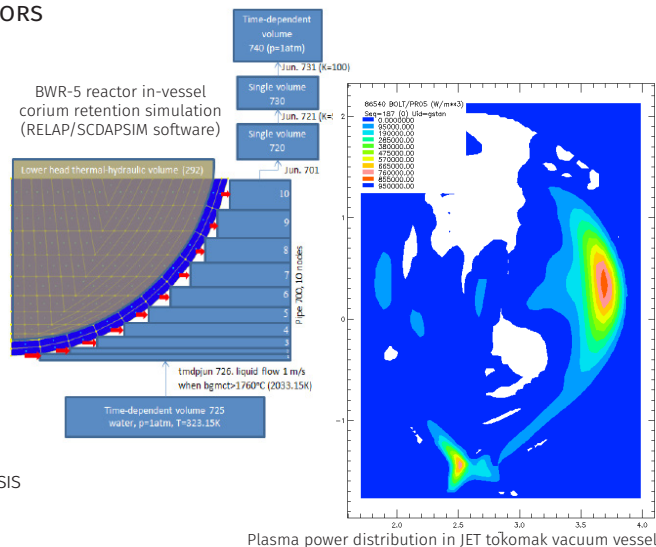 ORS
BWR-5 reactor in-vessel
corium retention simulation
(RELAP/SCDAPSIM software)
Time-dependent
volume
740 (p=1atm)
Jun. 731 (K=100)
Single volume
730
Jun. 721 (K=
Single volume
720
Jun. 701
Lower head thermal-hydraulic volume (292)
10
9
8
7
6
5
4
3
Pipe 700, 10 nodes
tmdpjun 726. liquid flow 1 m/s
when bgmct>1760°C (2033.15K)
Time-dependent volume 725
water, p=1atm, T=323.15K
SIS
86540 BOLT/PR05 (W/m**3)
Seq=187 (0) Uid=gstan
0.0000000
95000.00
190000.00
285000.00
380000.00
475000.00
570000.00
665000.00
760000.00
855000.00
950000.00
2
1
0
−1
2.0
2.5
3.0
3.5
4.0
Plasma power distribution in JET tokomak vacuum vessel